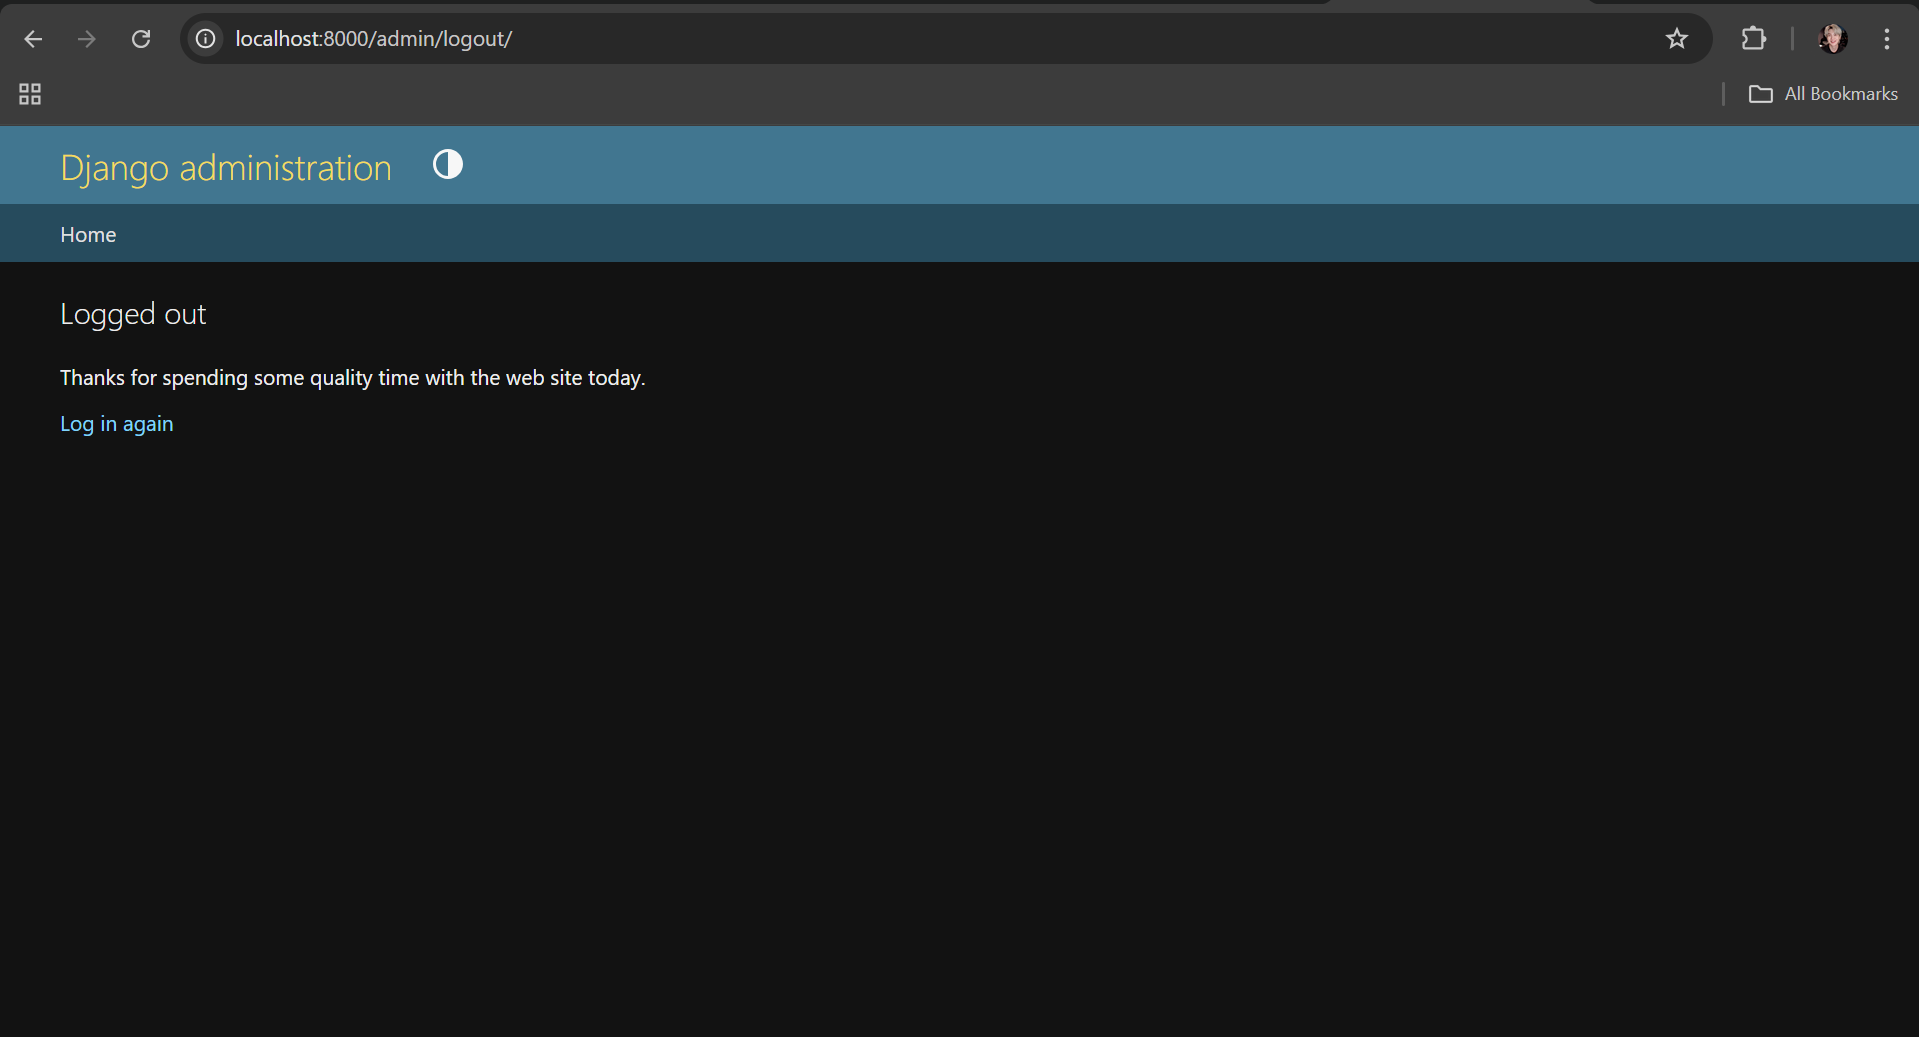 localhost:8000/admin/logout/
All Bookmarks
Django administration
Home
Logged out
Thanks for spending some quality time with the web site today.
Log in again